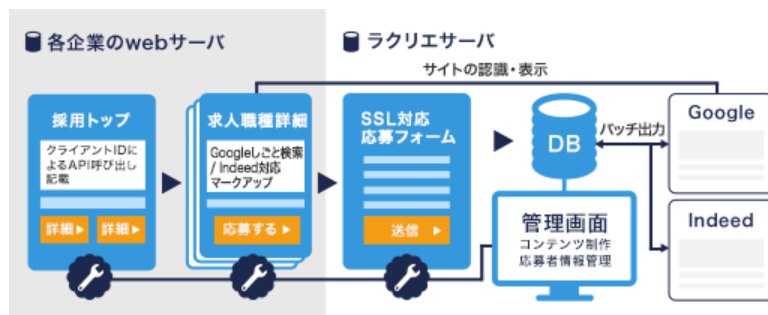 各企業のwebサーバ
ラクリエサーバ
サイトの認識・表示
採用トップ
クライアントIDに
よるAPI呼び出し
記載
詳細▶
詳細▶
求人職種詳細
Googleしごと検索
/ Indeed対応
マークアップ
応募する ▶
SSL対応
応募フォーム
送信 ▶
DB
バッチ出力
管理画面
コンテンツ制作
応募者情報管理
Google
Indeed